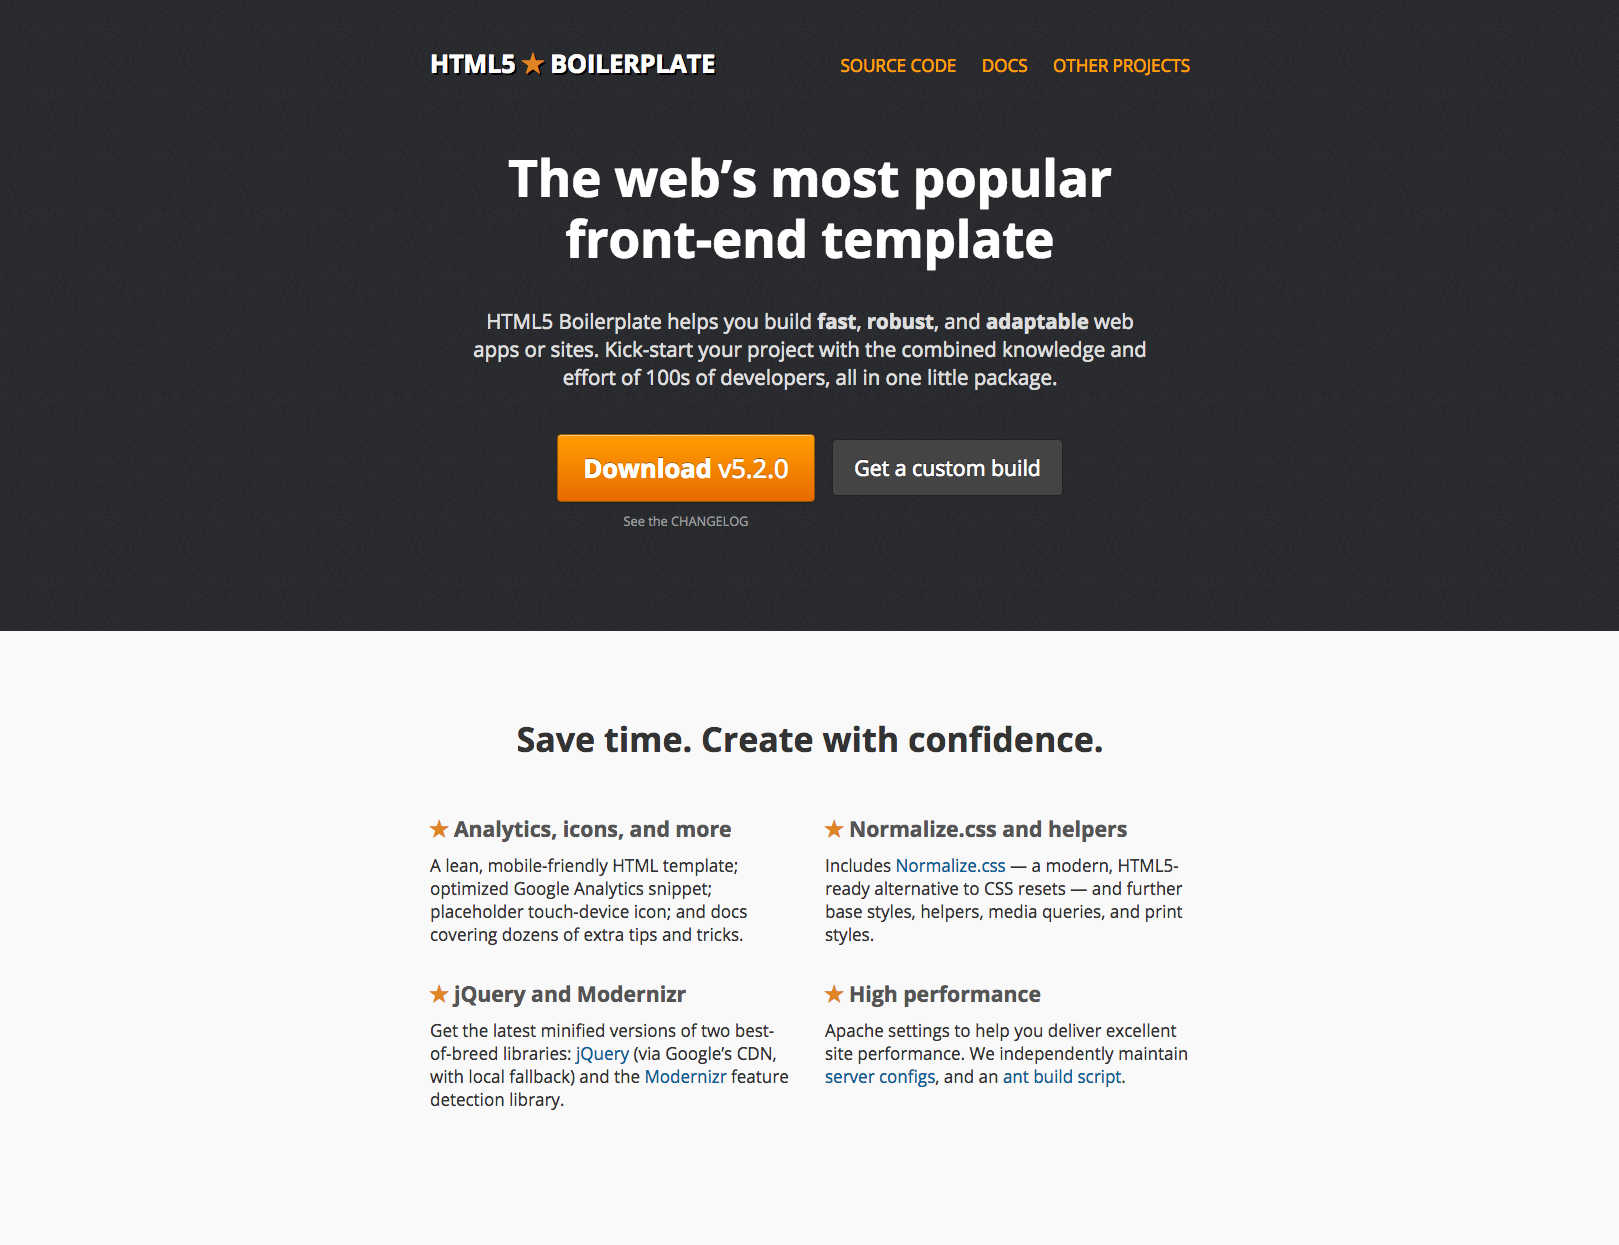 HTML5 ★ BOILERPLATE
SOURCE CODE DOCS OTHER PROJECTS
The web’s most popular
front-end template
HTML5 Boilerplate helps you build fast, robust, and adaptable web
apps or sites. Kick-start your project with the combined knowledge and
effort of 100s of developers, all in one little package.
Download v5.2.0
Get a custom build
See the CHANGELOG
Save time. Create with confidence.
★ Analytics, icons, and more
A lean, mobile-friendly HTML template;
optimized Google Analytics snippet;
placeholder touch-device icon; and docs
covering dozens of extra tips and tricks.
★ Normalize.css and helpers
Includes Normalize.css — a modern, HTML5-
ready alternative to CSS resets — and further
base styles, helpers, media queries, and print
styles.
★ jQuery and Modernizr
Get the latest minified versions of two best-
of-breed libraries: jQuery (via Google’s CDN,
with local fallback) and the Modernizr feature
detection library.
★ High performance
Apache settings to help you deliver excellent
site performance. We independently maintain
server configs, and an ant build script.